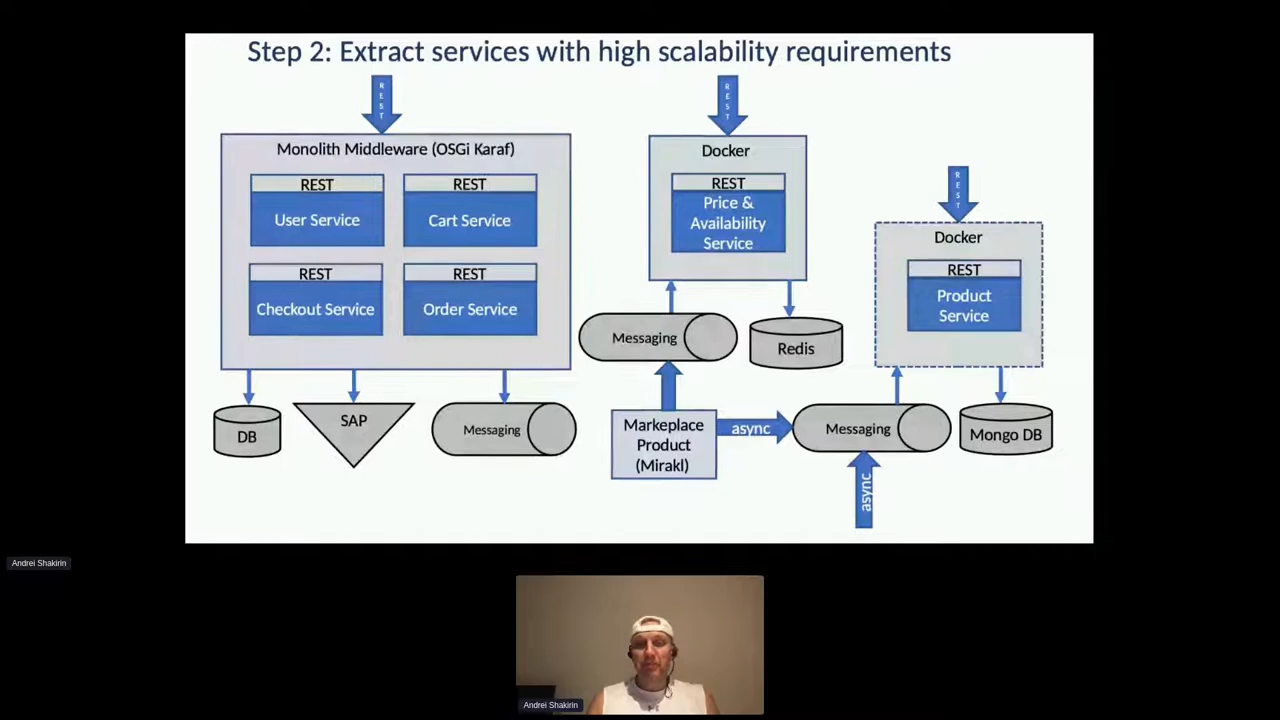 Step 2: Extract services with high scalability requirements
REST
Monolith Middleware (OSGi Karaf)
REST
User Service
REST
Cart Service
REST
Checkout Service
REST
Order Service
DB
SAP
Messaging
REST
Docker
REST
Price &
Availability
Service
Messaging
Redis
Markeplace
Product
(Mirakl)
async
REST
Docker
REST
Product
Service
Messaging
Mongo DB
async
Andrei Shakirin
Andrei Shakirin